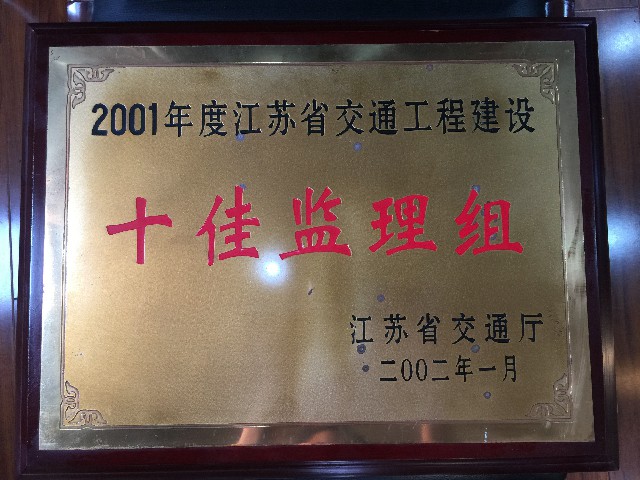 2001年度江苏省交通工程建设
十佳监理组
江苏省交通厅
二00二年一月